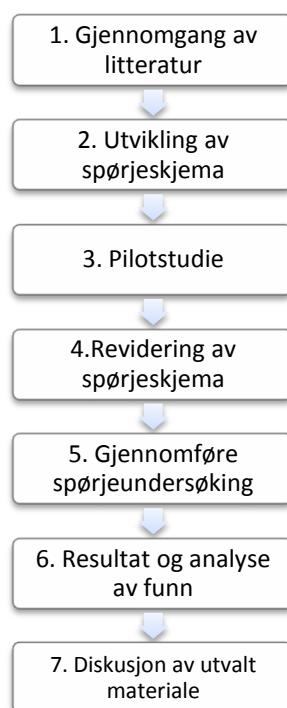 1. Gjennomgang av
litteratur
2. Utvikling av
spørjeskjema
3. Pilotstudie
4.Revidering av
spørjeskjema
5. Gjennomføre
spørjeundersøking
6. Resultat og analyse
av funn
7. Diskusjon av utvalt
materiale